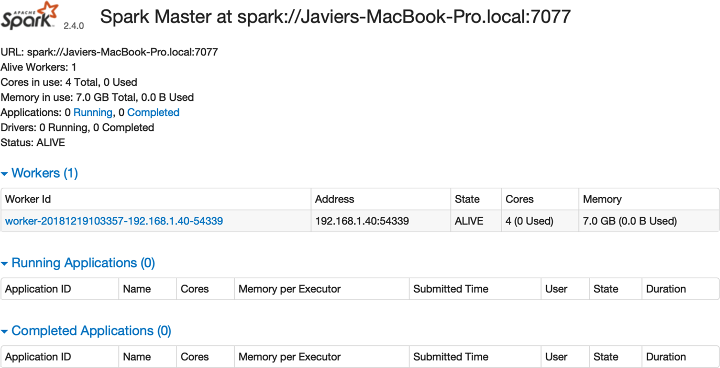 APACHE
Spark 2.4.0 Spark Master at spark://Javiers-MacBook-Pro.local:7077
URL: spark://Javiers-MacBook-Pro.local:7077
Alive Workers: 1
Cores in use: 4 Total, 0 Used
Memory in use: 7.0 GB Total, 0.0 B Used
Applications: 0 Running, 0 Completed
Drivers: 0 Running, 0 Completed
Status: ALIVE
Workers (1)
Worker Id Address State Cores Memory
worker-20181219103357-192.168.1.40-54339 192.168.1.40:54339 ALIVE 4 (0 Used) 7.0 GB (0.0 B Used)
Running Applications (0)
Application ID Name Cores Memory per Executor Submitted Time User State Duration
Completed Applications (0)
Application ID Name Cores Memory per Executor Submitted Time User State Duration